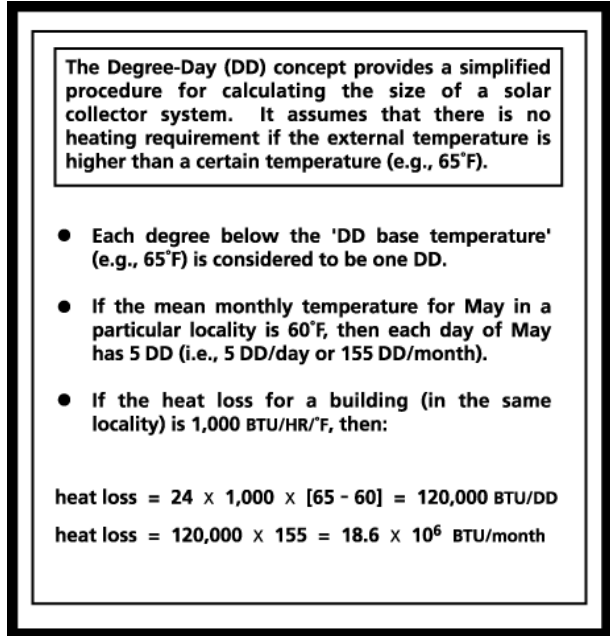 The Degree-Day (DD) concept provides a simplified
procedure for calculating the size of a solar
collector system. It assumes that there is no
heating requirement if the external temperature is
higher than a certain temperature (e.g., 65°F).
● Each degree below the 'DD base temperature'
(e.g., 65°F) is considered to be one DD.
● If the mean monthly temperature for May in a
particular locality is 60°F, then each day of May
has 5 DD (i.e., 5 DD/day or 155 DD/month).
● If the heat loss for a building (in the same
locality) is 1,000 BTU/HR/°F, then:
heat loss = 24 x 1,000 x [65 - 60] = 120,000 BTU/DD
heat loss = 120,000 x 155 = 18.6 x 10⁶ BTU/month